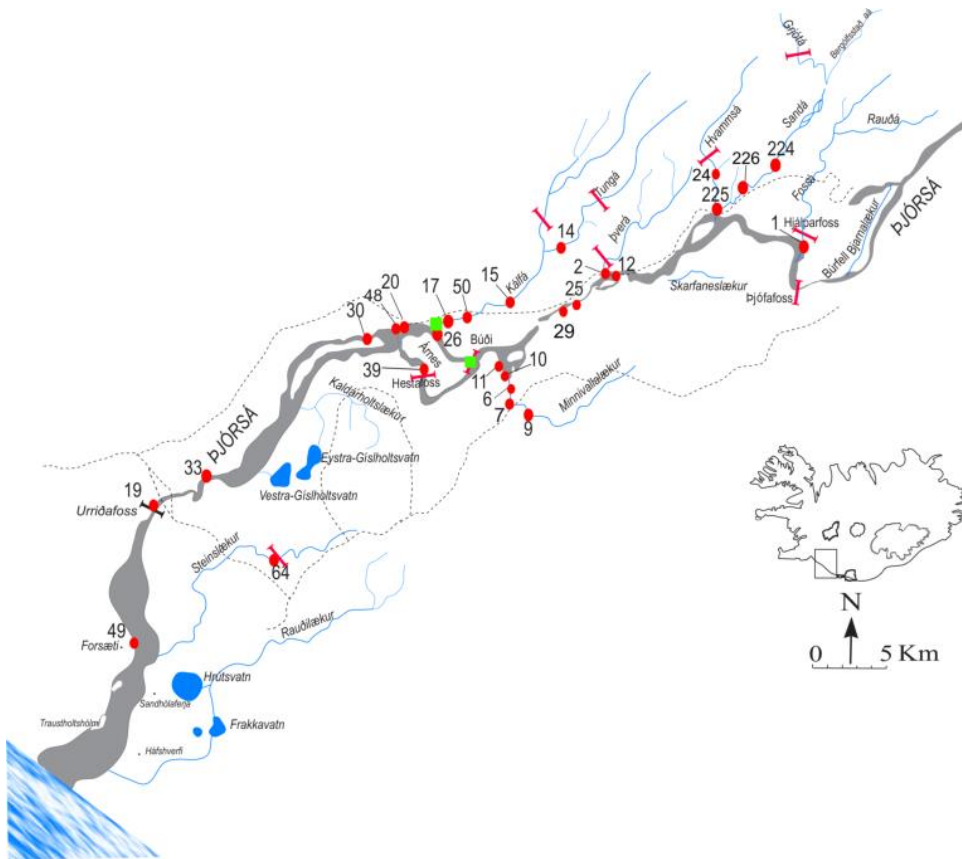 Grjótá
Bergólfsstað..áá
Sandá
Rauðá
Hvammsá
224
226
24
225
Fossá
1
Hjálparfoss
ÞJÓRSÁ
Búrfell Bjarnalækur
Þjófafoss
Tungá
14
Þverá
2
12
Skarfaneslækur
15
Kálfá
25
29
50
17
20
48
30
26
Búði
Árnes
39
Hestafoss
11
10
6
7
9
Minnivallalækur
Kaldárholtslækur
ÞJÓRSÁ
33
Eystra-Gíslholtsvatn
Vestra-Gíslholtsvatn
19
Urriðafoss
Steinslækur
64
Rauðilækur
49
Forsæti
Hrútsvatn
Sandhólaferja
Traustholtshólmi
Frakkavatn
Háfshverfi
N
0 5 Km